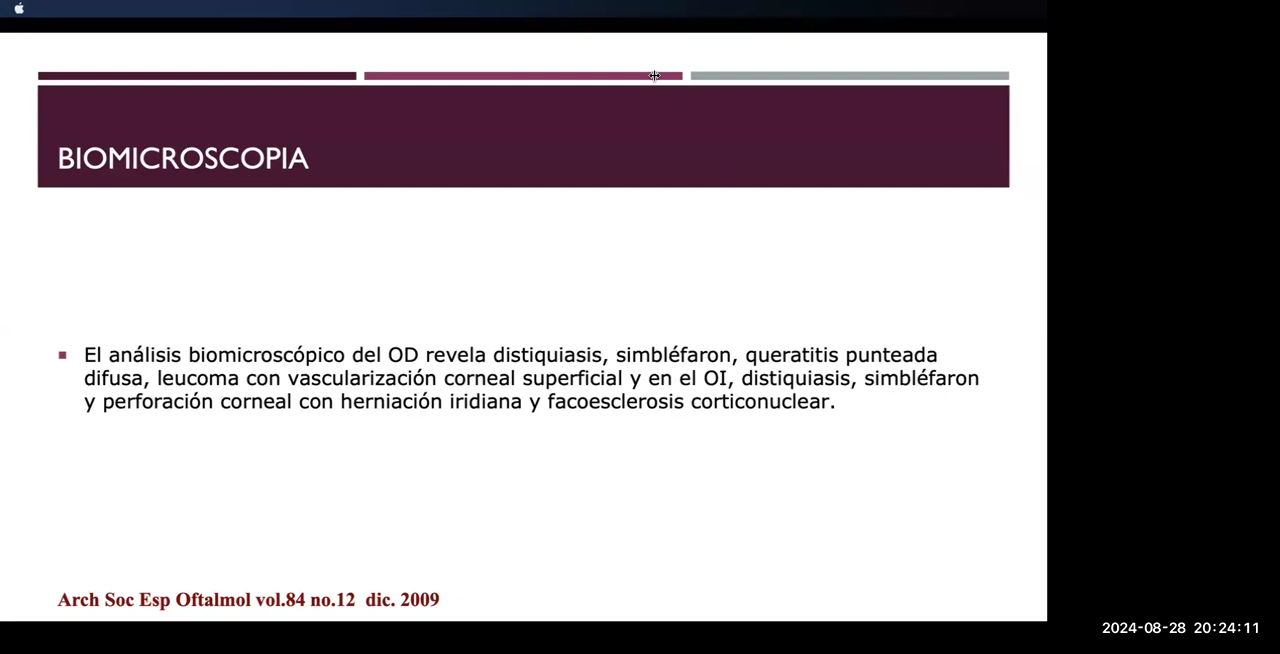 BIOMICROSCOPIA
El análisis biomicroscópico del OD revela distiquiasis, simbléfaron, queratitis punteada
difusa, leucoma con vascularización corneal superficial y en el OI, distiquiasis, simbléfaron
y perforación corneal con herniación iridiana y facoesclerosis corticonuclear.
Arch Soc Esp Oftalmol vol.84 no.12 dic. 2009
2024-08-28 20:24:11